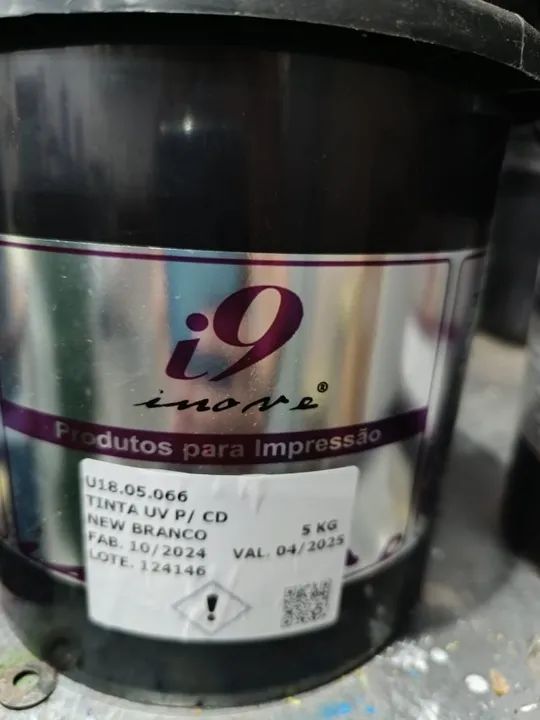 i9
inove®
Produtos para Impressão
U18.05.066
TINTA UV P/ CD
NEW BRANCO 5 KG
FAB. 10/2024 VAL. 04/2025
LOTE. 124146